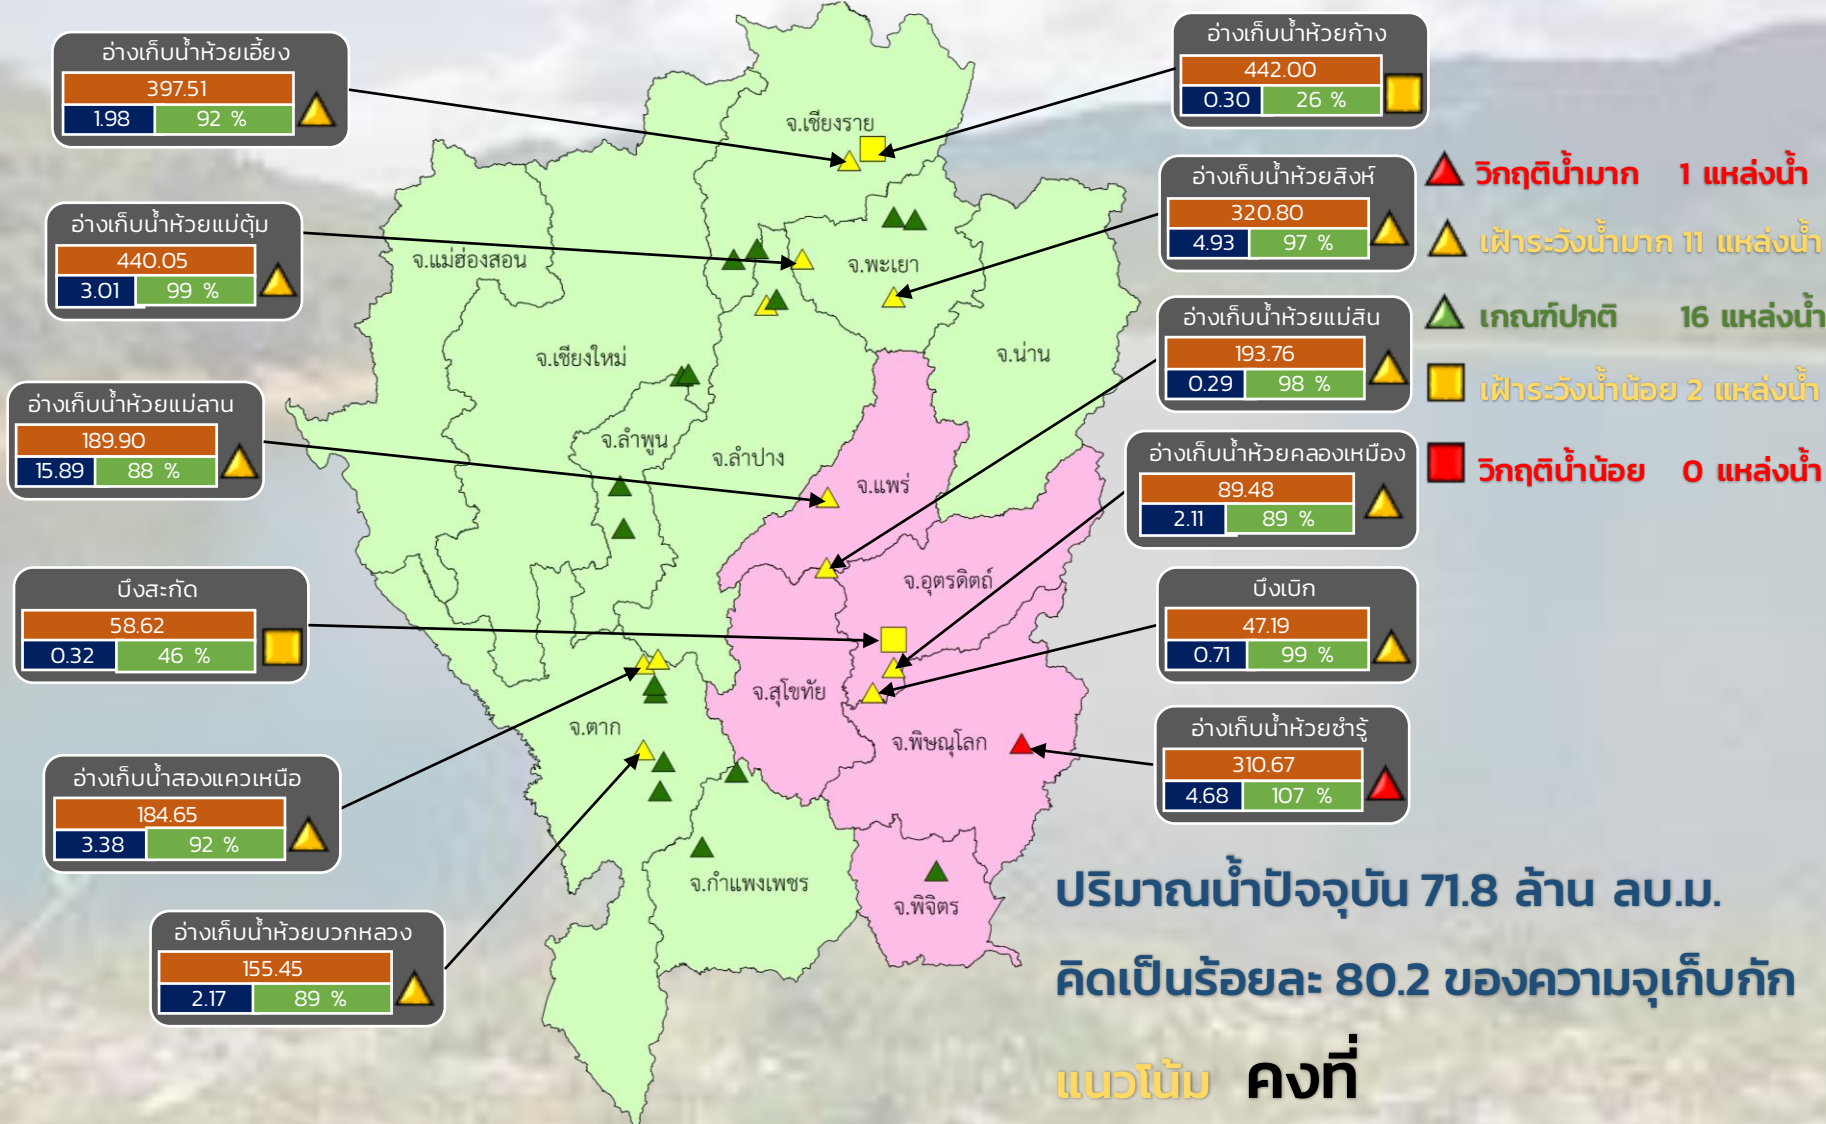 อ่างเก็บน้ำห้วยเอี้ยง
397.51
1.98 92 %
อ่างเก็บน้ำห้วยแม่ตุ้ม
440.05
3.01 99 %
อ่างเก็บน้ำห้วยแม่ลาน
189.90
15.89 88 %
บึงสะกัด
58.62
0.32 46 %
อ่างเก็บน้ำสองแควเหนือ
184.65
3.38 92 %
อ่างเก็บน้ำห้วยบวกหลวง
155.45
2.17 89 %
จ.เชียงราย
จ.แม่ฮ่องสอน
จ.พะเยา
จ.เชียงใหม่
จ.น่าน
จ.ลำพูน
จ.ลำปาง
จ.แพร่
จ.อุตรดิตถ์
จ.สุโขทัย
จ.ตาก
จ.พิษณุโลก
จ.กำแพงเพชร
จ.พิจิตร
อ่างเก็บน้ำห้วยก้าง
442.00
0.30 26 %
อ่างเก็บน้ำห้วยสิงห์
320.80
4.93 97 %
อ่างเก็บน้ำห้วยแม่สิน
193.76
0.29 98 %
อ่างเก็บน้ำห้วยคลองเหมือง
89.48
2.11 89 %
บึงเบิก
47.19
0.71 99 %
อ่างเก็บน้ำห้วยซำรู้
310.67
4.68 107 %
วิกฤติน้ำมาก 1 แหล่งน้ำ
เฝ้าระวังน้ำมาก 11 แหล่งน้ำ
เกณฑ์ปกติ 16 แหล่งน้ำ
เฝ้าระวังน้ำน้อย 2 แหล่งน้ำ
วิกฤติน้ำน้อย 0 แหล่งน้ำ
ปริมาณน้ำปัจจุบัน 71.8 ล้าน ลบ.ม.
คิดเป็นร้อยละ 80.2 ของความจุเก็บกัก
แนวโน้ม คงที่